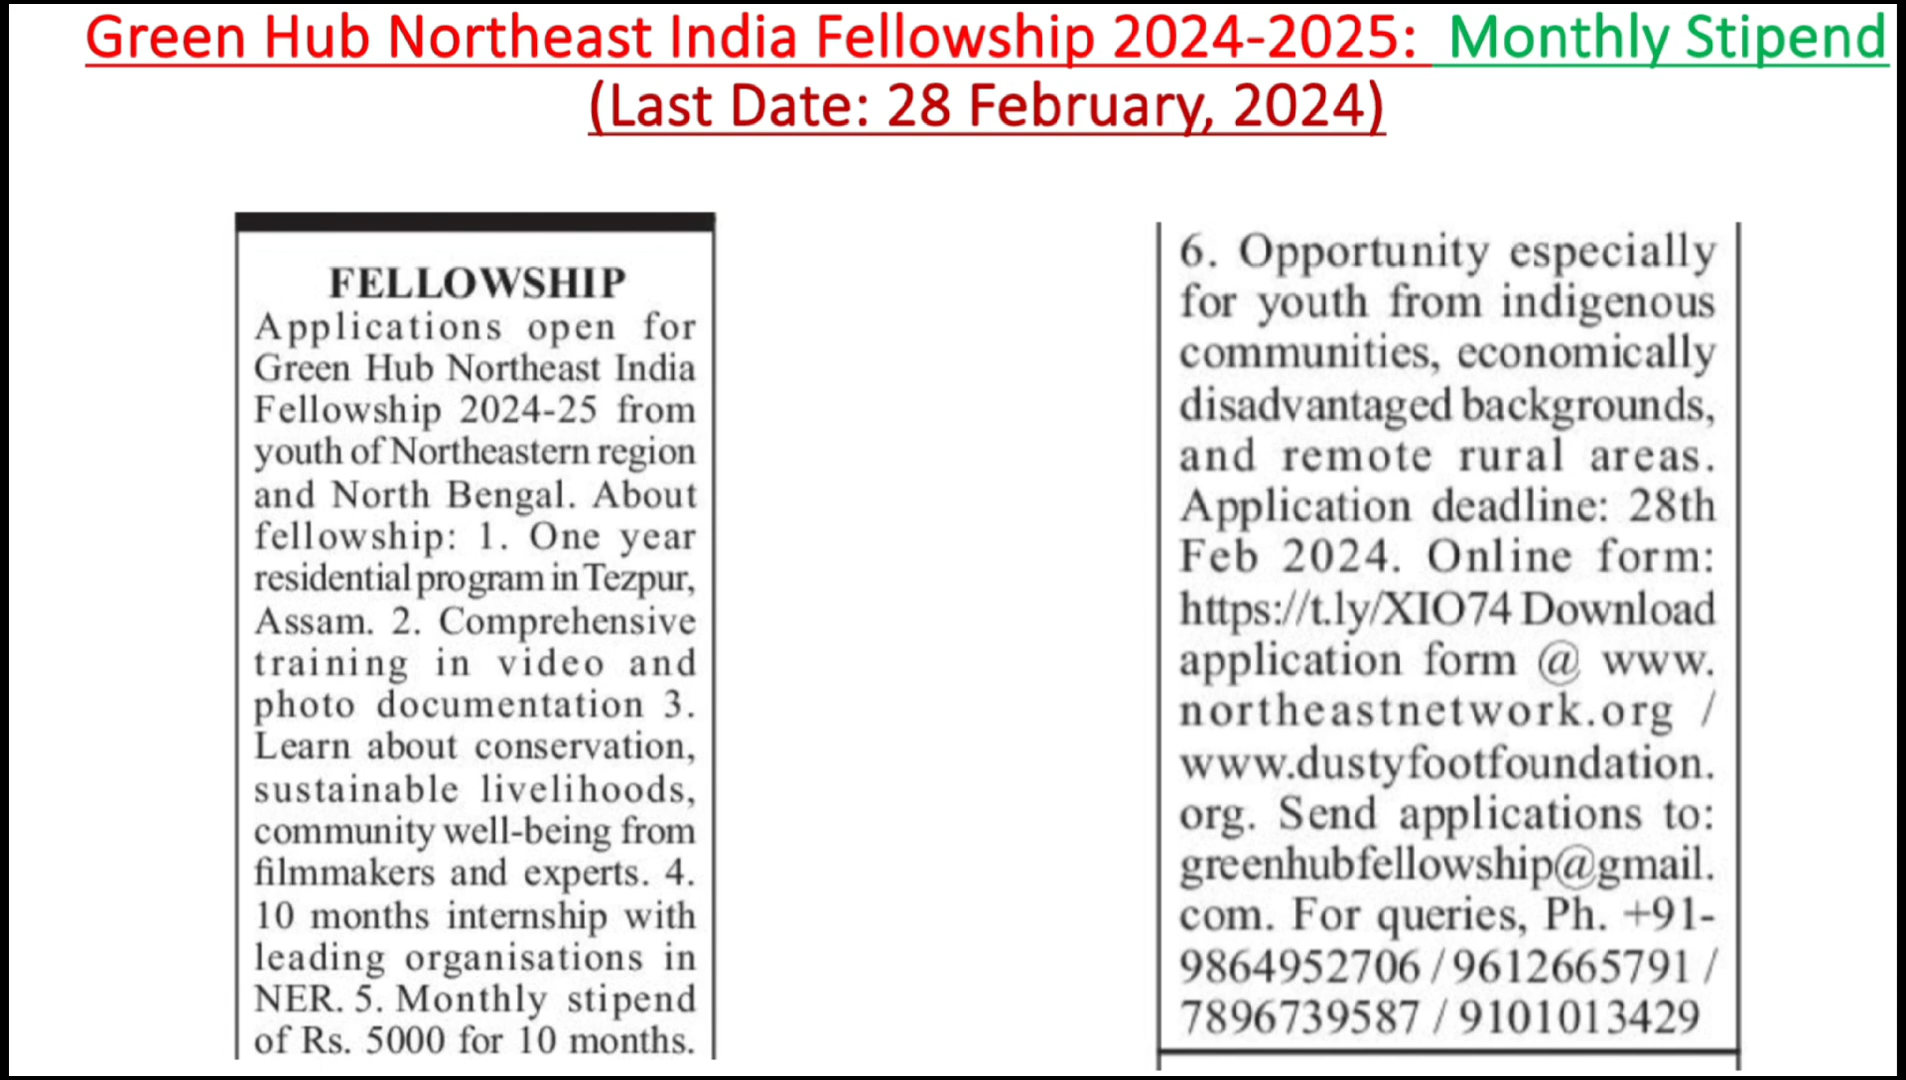 Green Hub Northeast India Fellowship 2024-2025: Monthly Stipend
(Last Date: 28 February, 2024)
FELLOWSHIP
Applications open for
Green Hub Northeast India
Fellowship 2024-25 from
youth of Northeastern region
and North Bengal. About
fellowship: 1. One year
residential program in Tezpur,
Assam. 2. Comprehensive
training in video and
photo documentation 3.
Learn about conservation,
sustainable livelihoods,
community well-being from
filmmakers and experts. 4.
10 months internship with
leading organisations in
NER. 5. Monthly stipend
of Rs. 5000 for 10 months.
6. Opportunity especially
for youth from indigenous
communities, economically
disadvantaged backgrounds,
and remote rural areas.
Application deadline: 28th
Feb 2024. Online form:
https://t.ly/XIO74 Download
application form @ www.
northeastnetwork.org /
www.dustyfootfoundation.
org. Send applications to:
greenhubfellowship@gmail.
com. For queries, Ph. +91-
9864952706 / 9612665791 /
7896739587 / 9101013429